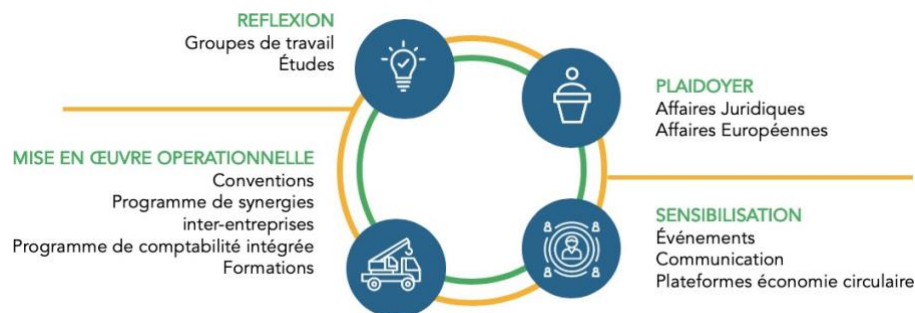 REFLEXION
Groupes de travail
Études
PLAIDOYER
Affaires Juridiques
Affaires Européennes
MISE EN ŒUVRE OPERATIONNELLE
Conventions
Programme de synergies
inter-entreprises
Programme de comptabilité intégrée
Formations
SENSIBILISATION
Événements
Communication
Plateformes économie circulaire